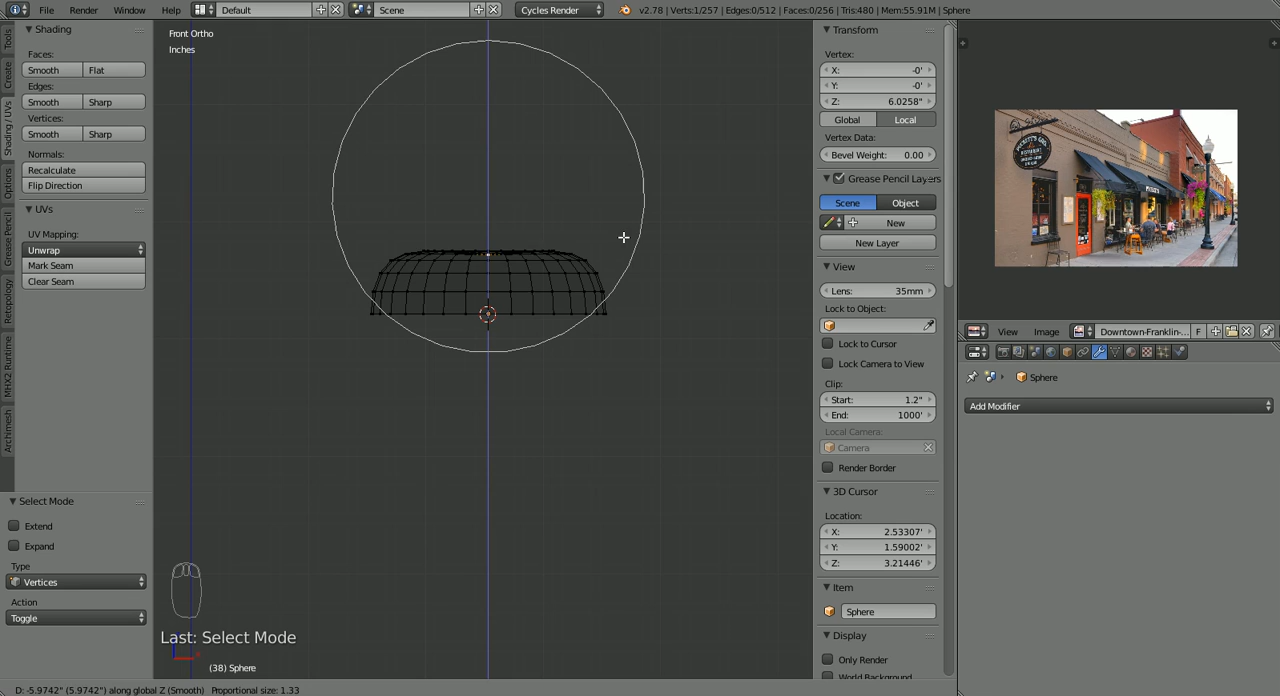 File Render Window Help Default Scene Cycles Render v2.78 | Verts:1/257 | Edges:0/512 | Faces:0/256 | Tris:480 | Mem:55.91M | Sphere
Tools
Create
Shading / UVs
Options
Grease Pencil
Retopology
MHX2 Runtime
Archimesh
Shading
Faces:
Smooth Flat
Edges:
Smooth Sharp
Vertices:
Smooth Sharp
Normals:
Recalculate
Flip Direction
UVs
UV Mapping:
Unwrap
Mark Seam
Clear Seam
Select Mode
Extend
Expand
Type
Vertices
Action
Toggle
Front Ortho
Inches
Last: Select Mode
(38) Sphere
D: -5.9742" (5.9742") along global Z (Smooth) Proportional size: 1.33
Transform
Vertex:
X: -0'
Y: -0'
Z: 6.0258"
Global Local
Vertex Data:
Bevel Weight: 0.00
Grease Pencil Layers
Scene Object
New
New Layer
View
Lens: 35mm
Lock to Object:
Lock to Cursor
Lock Camera to View
Clip:
Start: 1.2"
End: 1000'
Local Camera:
Camera
Render Border
3D Cursor
Location:
X: 2.53307'
Y: 1.59002'
Z: 3.21446'
Item
Sphere
Display
Only Render
World Background
View Image Downtown-Franklin-... F
Sphere
Add Modifier